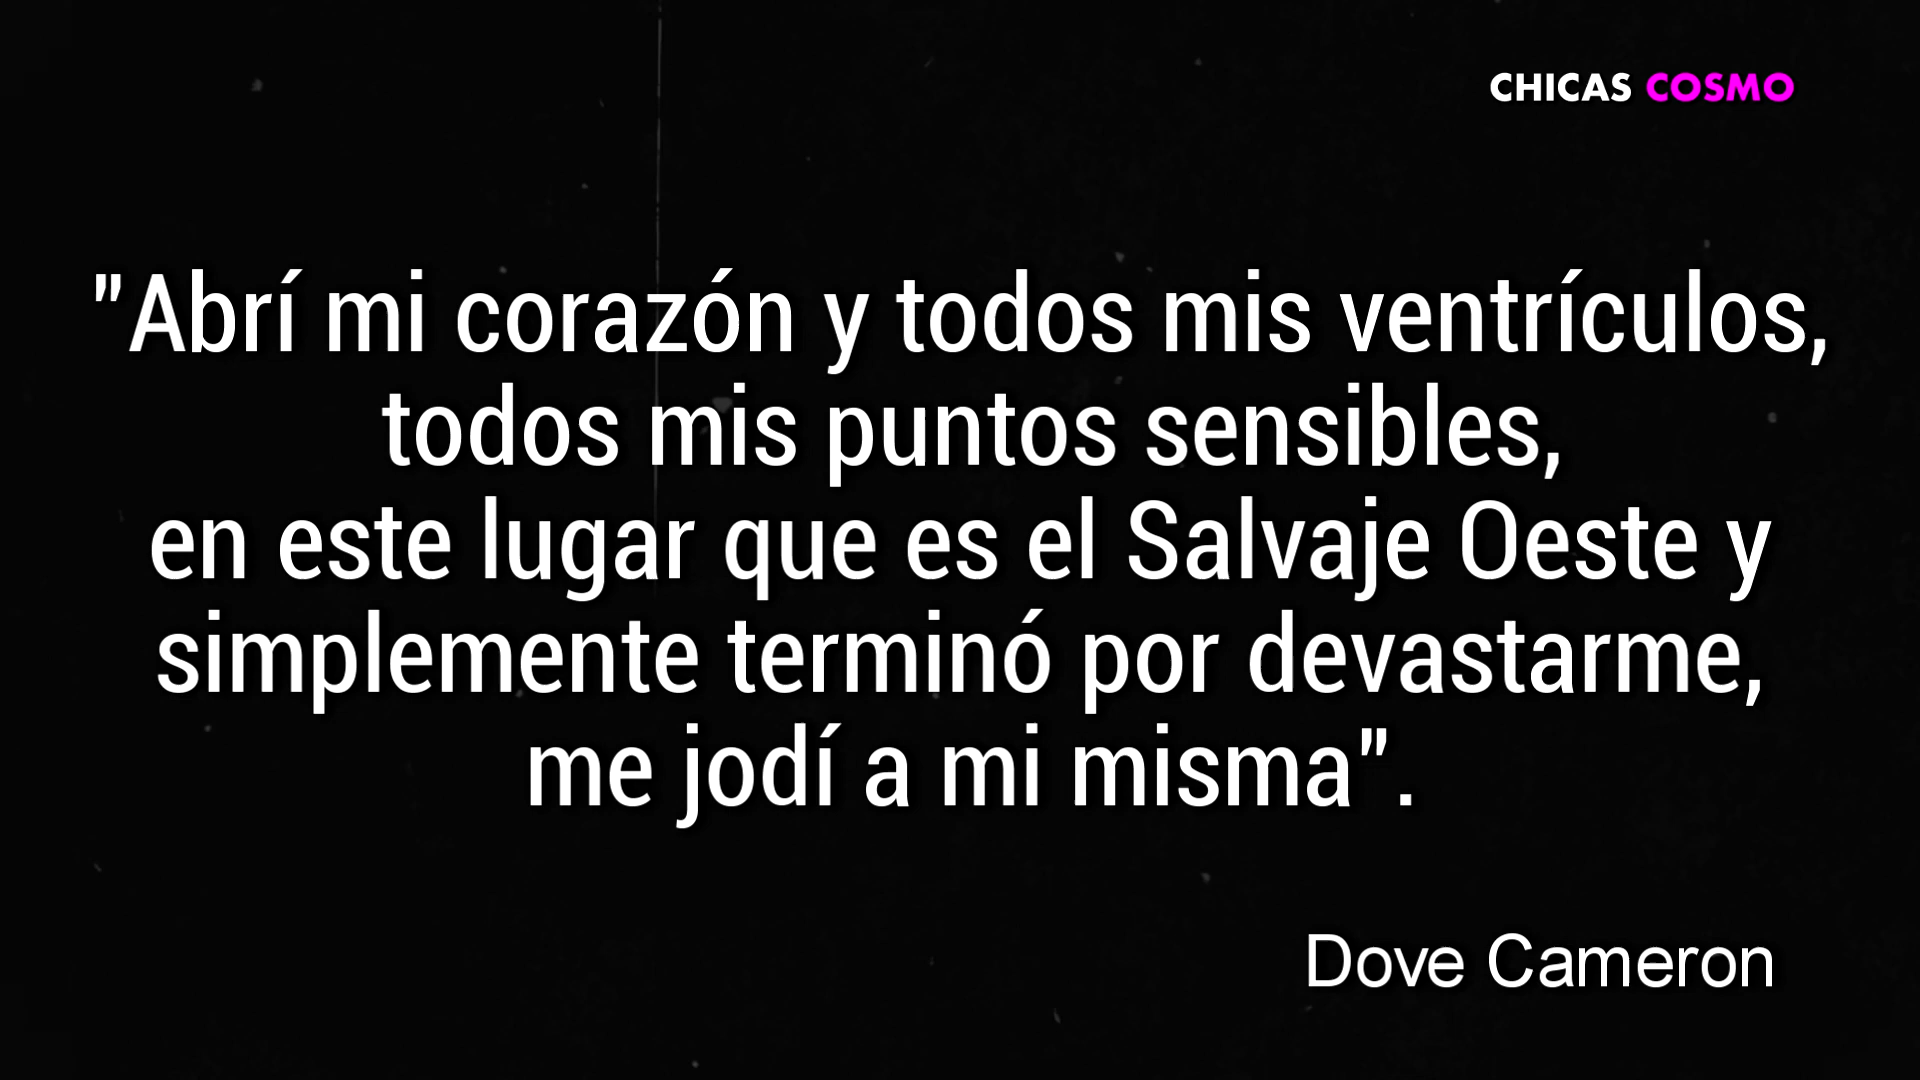 CHICAS COSMO
"Abrí mi corazón y todos mis ventrículos,
todos mis puntos sensibles,
en este lugar que es el Salvaje Oeste y
simplemente terminó por devastarme,
me jodí a mi misma".
Dove Cameron